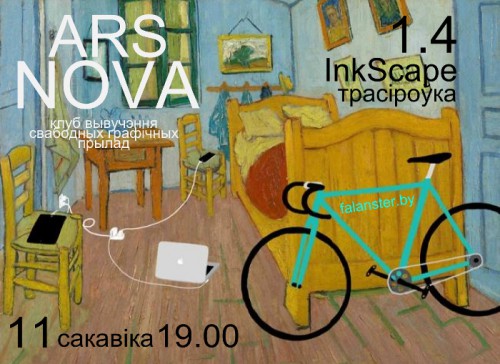 ARS
NOVA
клуб вывучэння
свабодных графічных
прылад
1.4
InkScape
трасіроўка
falanster.by
11 сакавіка 19.00